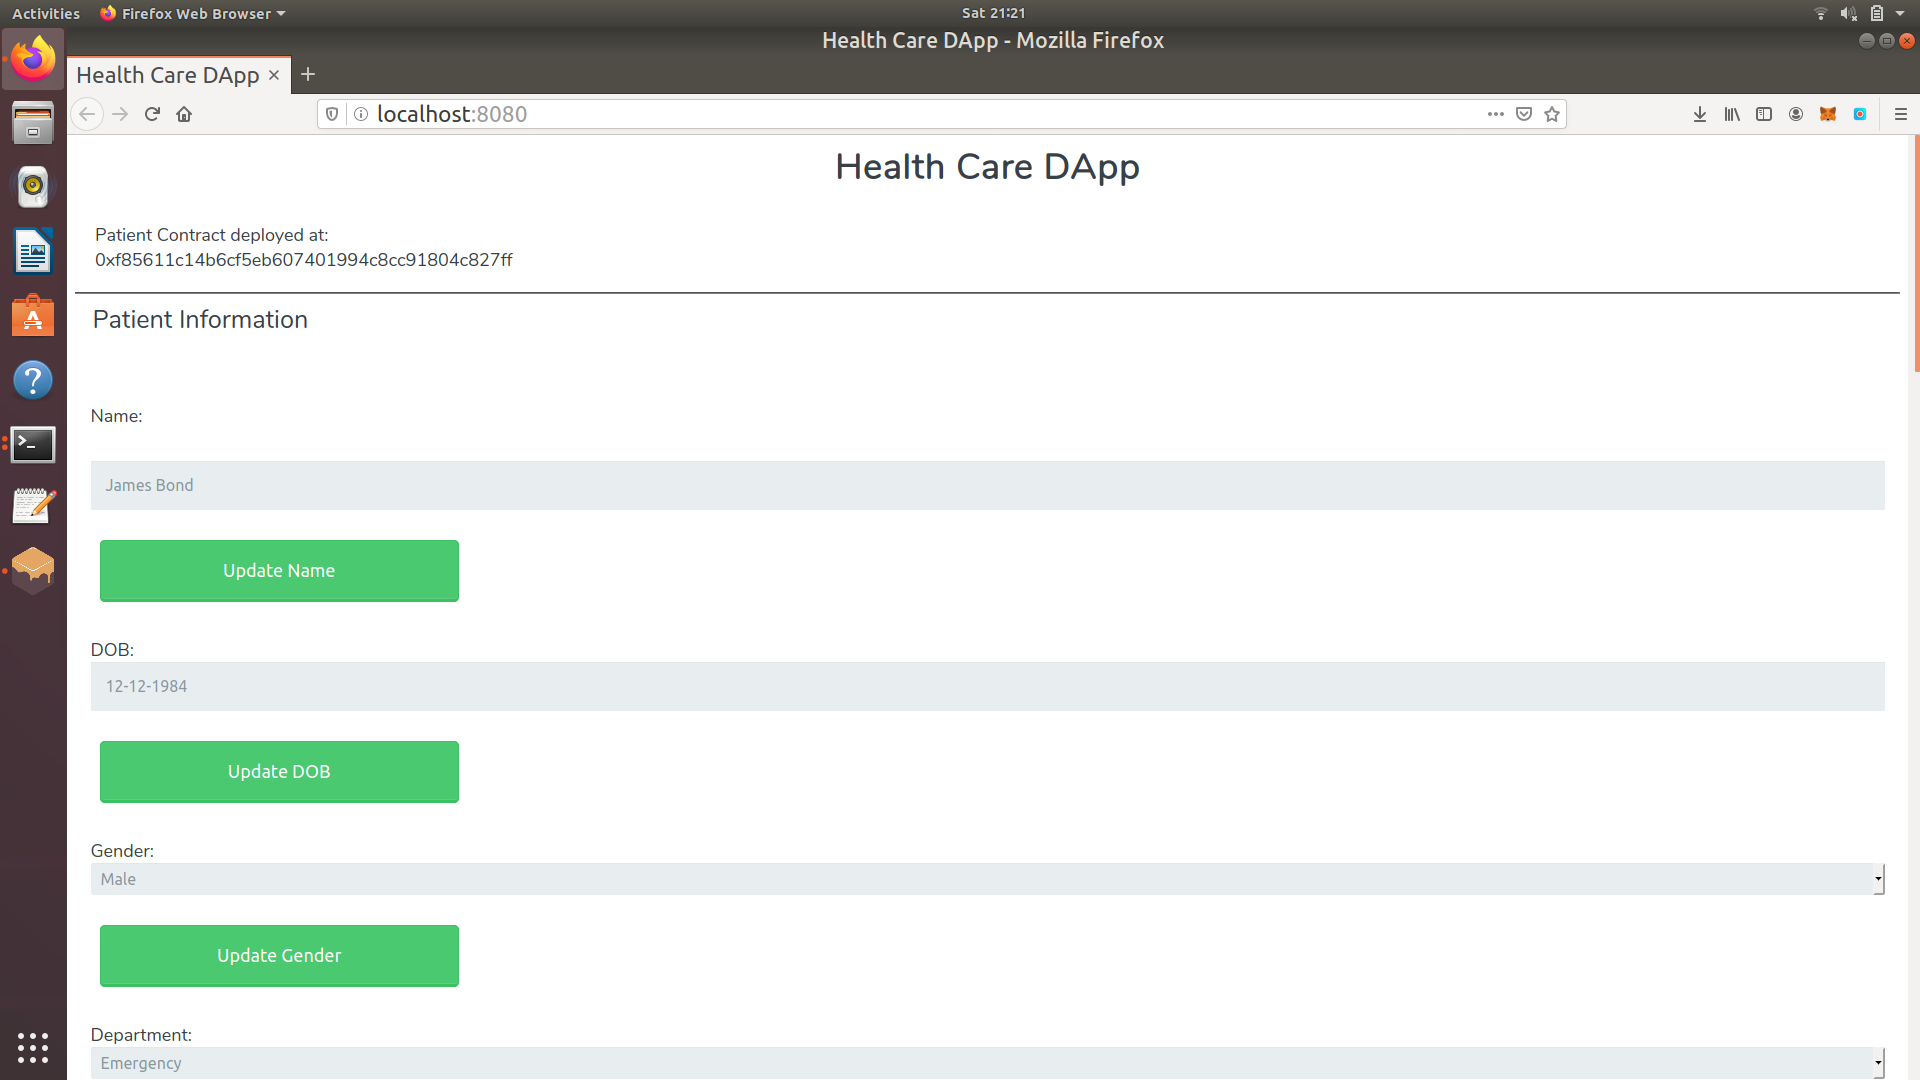 Activities Firefox Web Browser Sat 21:21
Health Care DApp - Mozilla Firefox
Health Care DApp
localhost:8080
Health Care DApp
Patient Contract deployed at:
0xf85611c14b6cf5eb607401994c8cc91804c827ff
Patient Information
Name:
James Bond
Update Name
DOB:
12-12-1984
Update DOB
Gender:
Male
Update Gender
Department:
Emergency